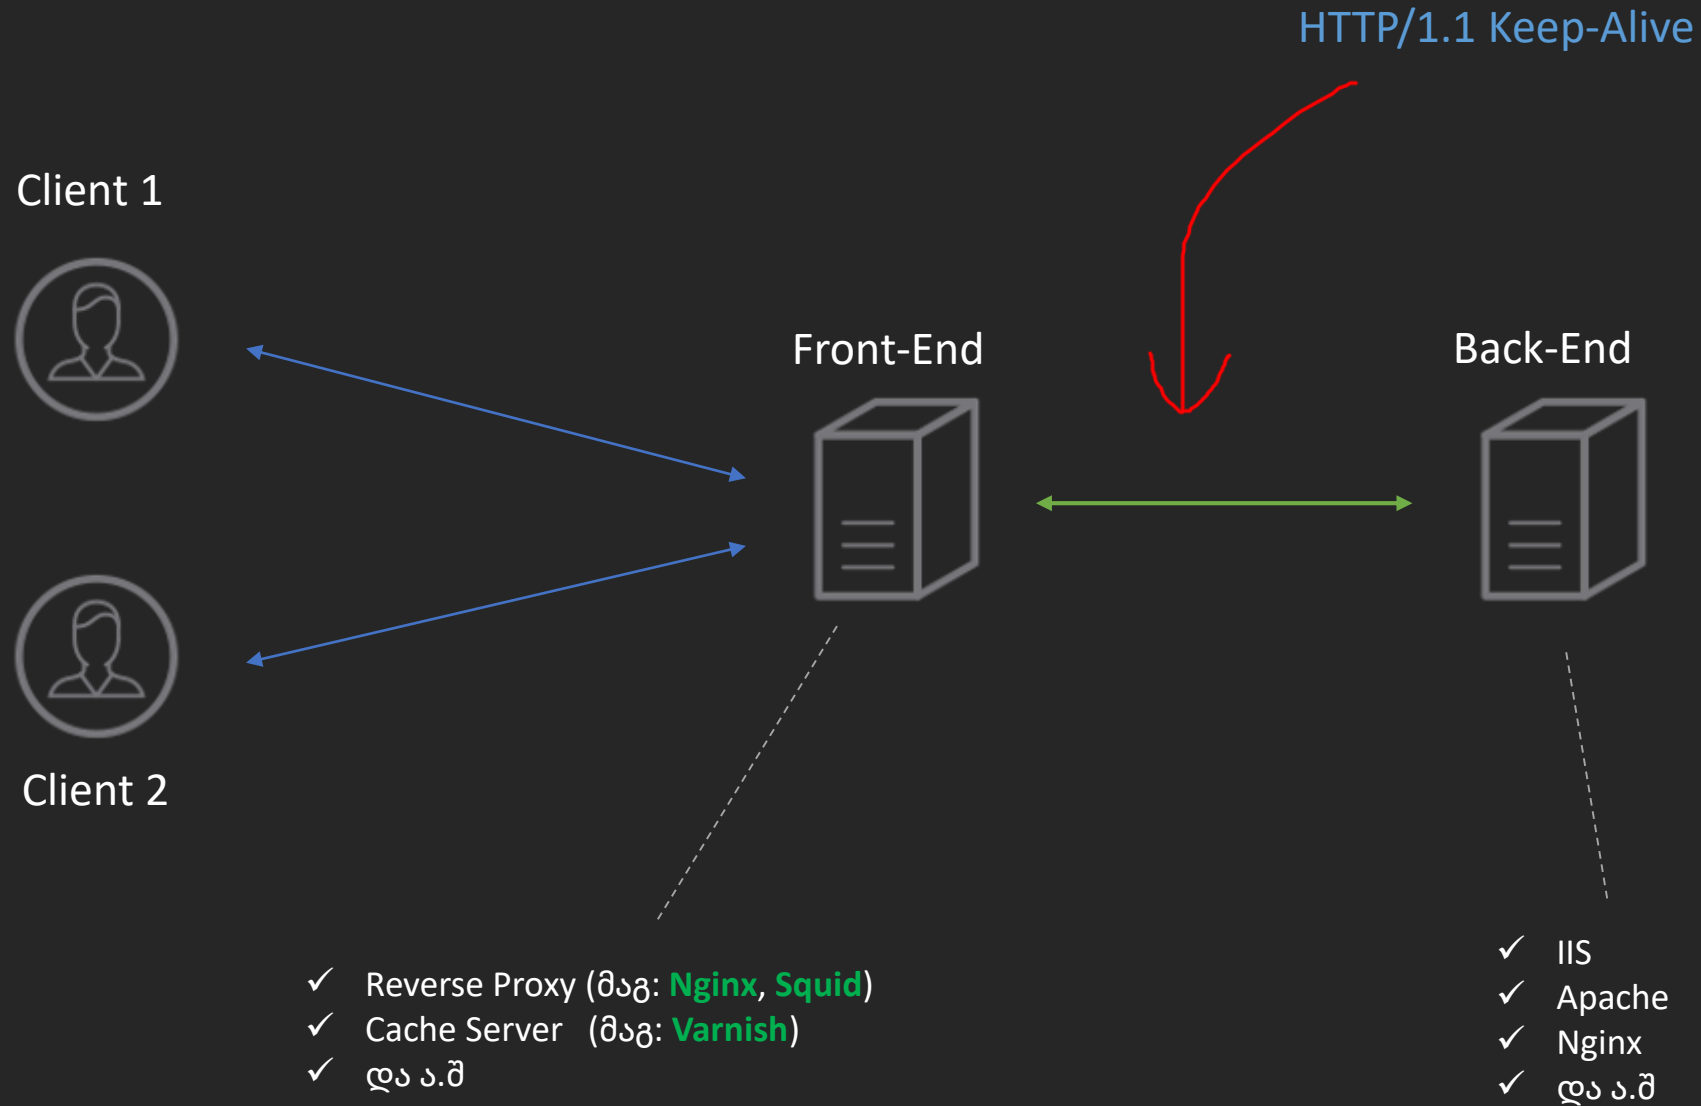 HTTP/1.1 Keep-Alive
Client 1
Front-End
Back-End
Client 2
✓ Reverse Proxy (მაგ: Nginx, Squid)
✓ Cache Server (მაგ: Varnish)
✓ და ა.შ
✓ IIS
✓ Apache
✓ Nginx
✓ და ა.შ